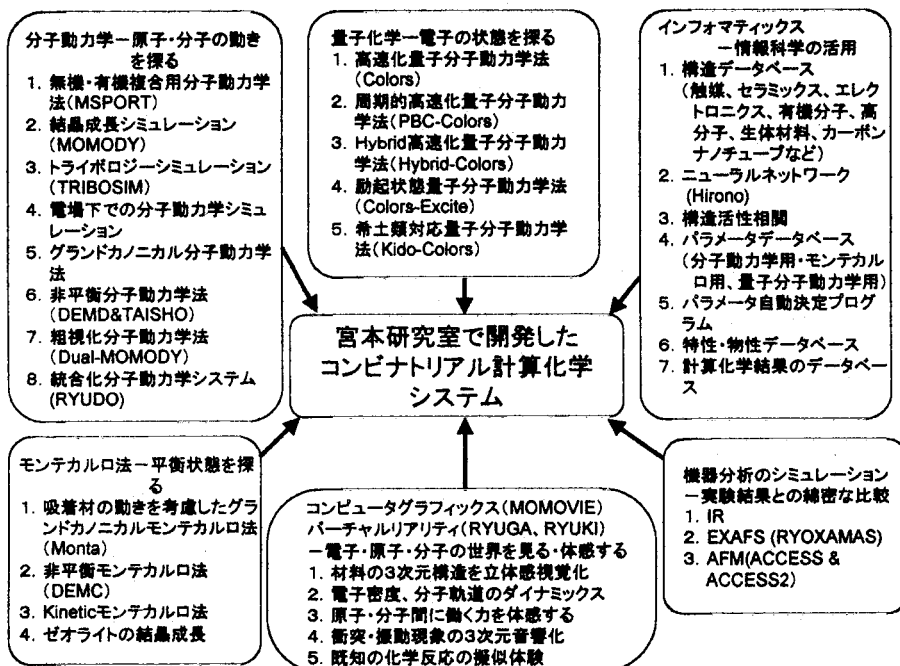 分子動力学－原子・分子の動き
を探る
1. 無機・有機複合用分子動力学
法(MSPORT)
2. 結晶成長シミュレーション
(MOMODY)
3. トライボロジーシミュレーション
(TRIBOSIM)
4. 電場下での分子動力学シミュ
レーション
5. グランドカノニカル分子動力学
法
6. 非平衡分子動力学法
(DEMD&TAISHO)
7. 粗視化分子動力学法
(Dual-MOMODY)
8. 統合化分子動力学システム
(RYUDO)
量子化学－電子の状態を探る
1. 高速化量子分子動力学法
(Colors)
2. 周期的高速化量子分子動力
学法(PBC-Colors)
3. Hybrid高速化量子分子動力
学法(Hybrid-Colors)
4. 励起状態量子分子動力学法
(Colors-Excite)
5. 希土類対応量子分子動力学
法(Kido-Colors)
インフォマティックス
－情報科学の活用
1. 構造データベース
(触媒、セラミックス、エレク
トロニクス、有機分子、高
分子、生体材料、カーボン
ナノチューブなど)
2. ニューラルネットワーク
(Hirono)
3. 構造活性相関
4. パラメータデータベース
(分子動力学用・モンテカル
ロ用、量子分子動力学用)
5. パラメータ自動決定プログ
ラム
6. 特性・物性データベース
7. 計算化学結果のデータベー
ス
宮本研究室で開発した
コンビナトリアル計算化学
システム
モンテカルロ法－平衡状態を探
る
1. 吸着材の動きを考慮したグラ
ンドカノニカルモンテカルロ法
(Monta)
2. 非平衡モンテカルロ法
(DEMC)
3. Kineticモンテカルロ法
4. ゼオライトの結晶成長
コンピュータグラフィックス(MOMOVIE)
バーチャルリアリティ(RYUGA、RYUKI)
－電子・原子・分子の世界を見る・体感する
1. 材料の3次元構造を立体感視覚化
2. 電子密度、分子軌道のダイナミックス
3. 原子・分子間に働く力を体感する
4. 衝突・振動現象の3次元音響化
5. 既知の化学反応の擬似体験
機器分析のシミュレーション
－実験結果との綿密な比較
1. IR
2. EXAFS (RYOXAMAS)
3. AFM(ACCESS &
ACCESS2)